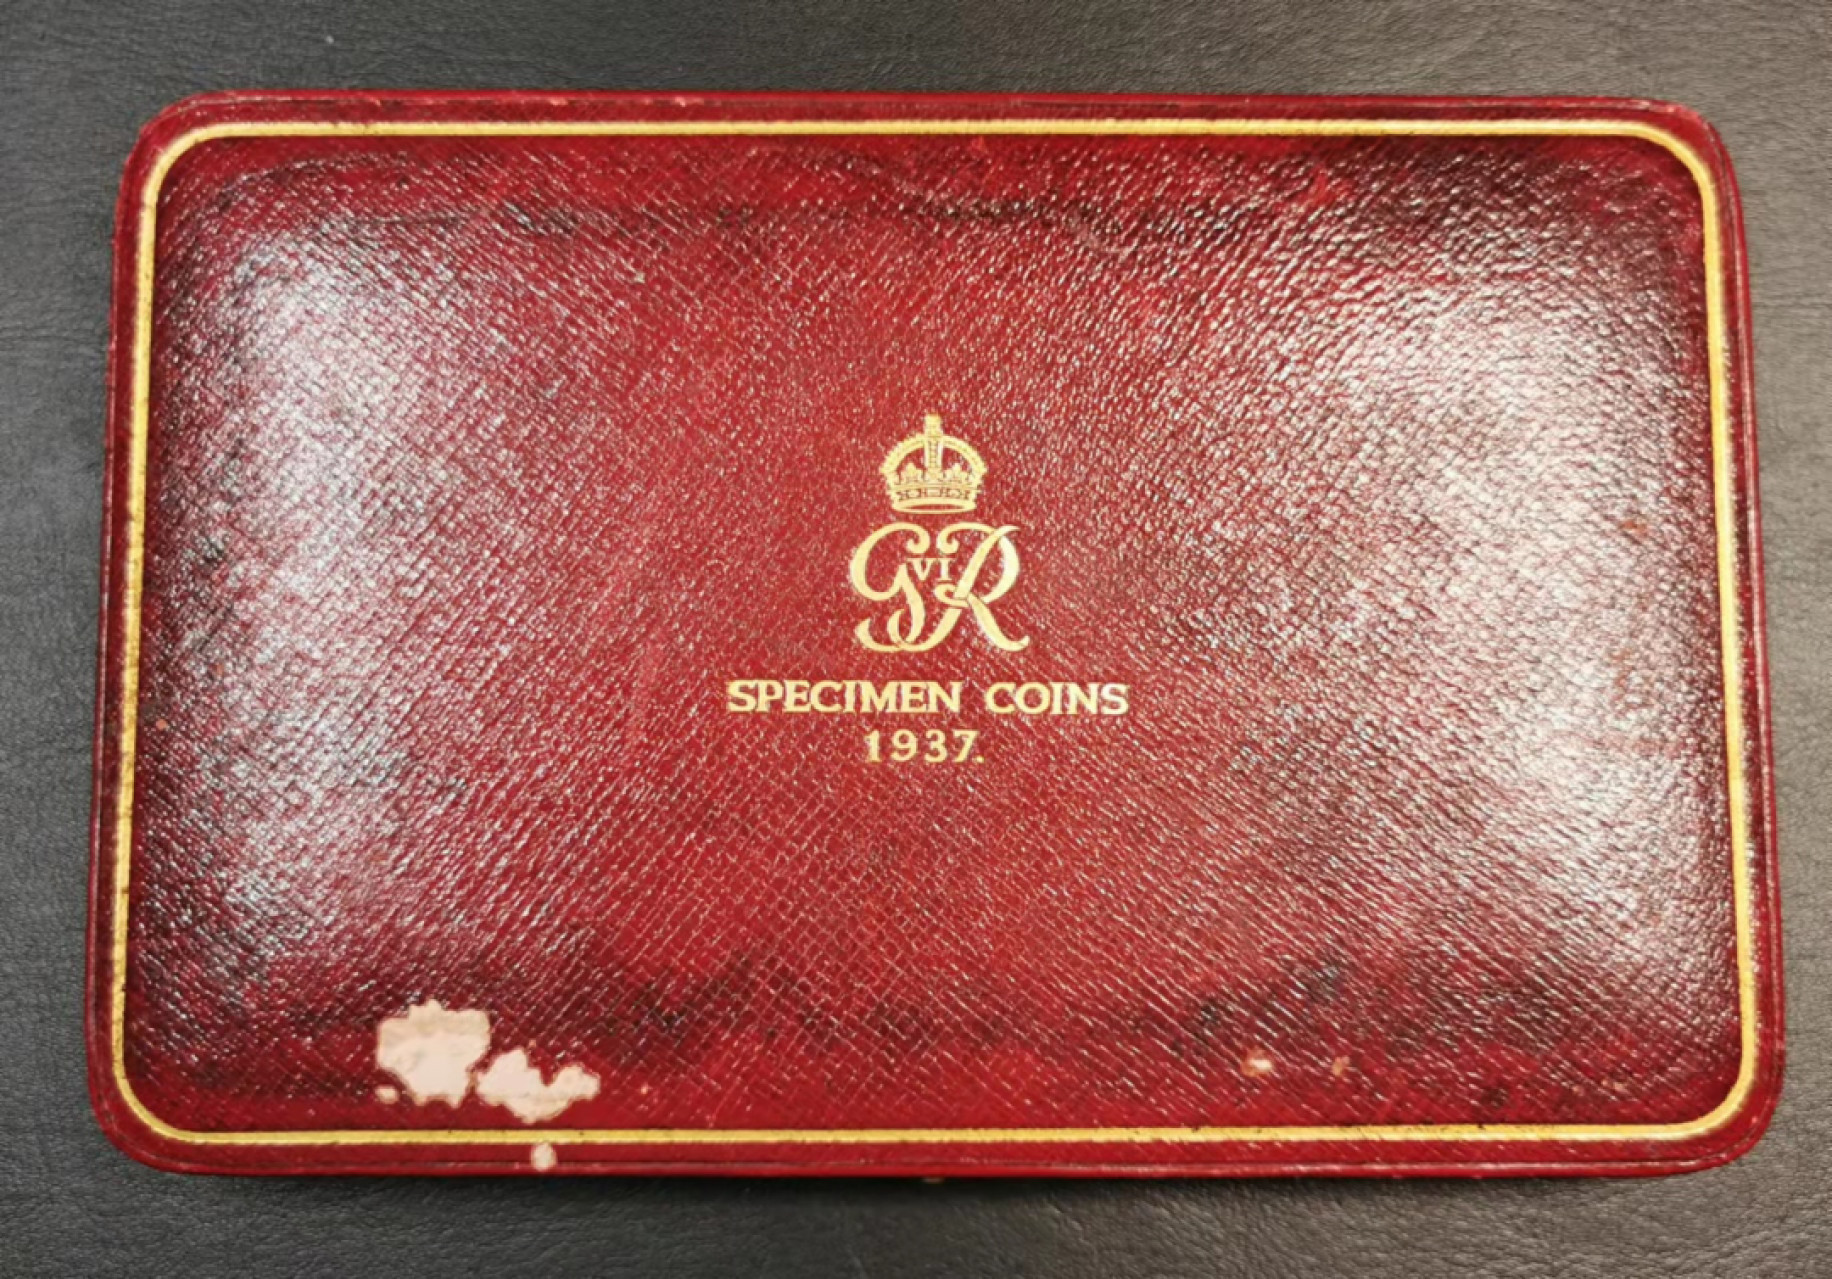 GVIR
SPECIMEN COINS
1937.